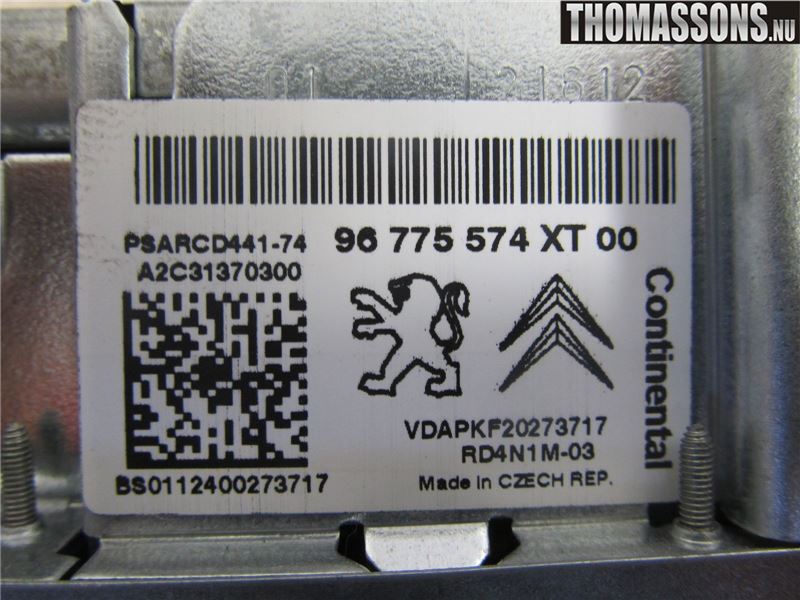 THOMASSONS.NU
01 21612
PSARCD441-74
96 775 574 XT 00
A2C31370300
Continental
VDAPKF20273717
RD4N1M-03
BS0112400273717
Made in CZECH REP.